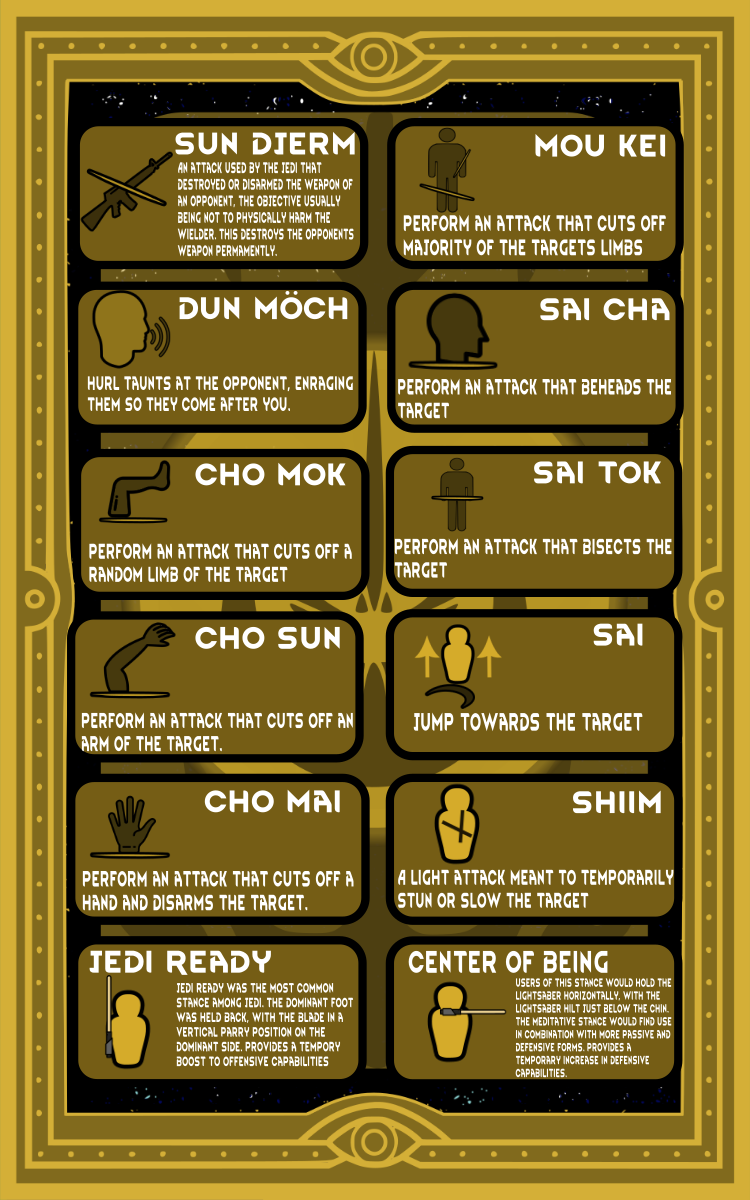 SUN DJERM
AN ATTACK USED BY THE JEDI THAT
DESTROYED OR DISARMED THE WEAPON OF
AN OPPONENT, THE OBJECTIVE USUALLY
BEING NOT TO PHYSICALLY HARM THE
WIELDER. THIS DESTROYS THE OPPONENTS
WEAPON PERMAMENTLY.
MOU KEI
PERFORM AN ATTACK THAT CUTS OFF
MAJORITY OF THE TARGETS LIMBS
DUN MÖCH
HURL TAUNTS AT THE OPPONENT, ENRAGING
THEM SO THEY COME AFTER YOU.
SAI CHA
PERFORM AN ATTACK THAT BEHEADS THE
TARGET
CHO MOK
PERFORM AN ATTACK THAT CUTS OFF A
RANDOM LIMB OF THE TARGET
SAI TOK
PERFORM AN ATTACK THAT BISECTS THE
TARGET
CHO SUN
PERFORM AN ATTACK THAT CUTS OFF AN
ARM OF THE TARGET.
SAI
JUMP TOWARDS THE TARGET
CHO MAI
PERFORM AN ATTACK THAT CUTS OFF A
HAND AND DISARMS THE TARGET.
SHIIM
A LIGHT ATTACK MEANT TO TEMPORARILY
STUN OR SLOW THE TARGET
JEDI READY
JEDI READY WAS THE MOST COMMON
STANCE AMONG JEDI. THE DOMINANT FOOT
WAS HELD BACK, WITH THE BLADE IN A
VERTICAL PARRY POSITION ON THE
DOMINANT SIDE. PROVIDES A TEMPORY
BOOST TO OFFENSIVE CAPABILITIES
CENTER OF BEING
USERS OF THIS STANCE WOULD HOLD THE
LIGHTSABER HORIZONTALLY, WITH THE
LIGHTSABER HILT JUST BELOW THE CHIN.
THE MEDITATIVE STANCE WOULD FIND USE
IN COMBINATION WITH MORE PASSIVE AND
DEFENSIVE FORMS. PROVIDES A
TEMPORARY INCREASE IN DEFENSIVE
CAPABILITIES.